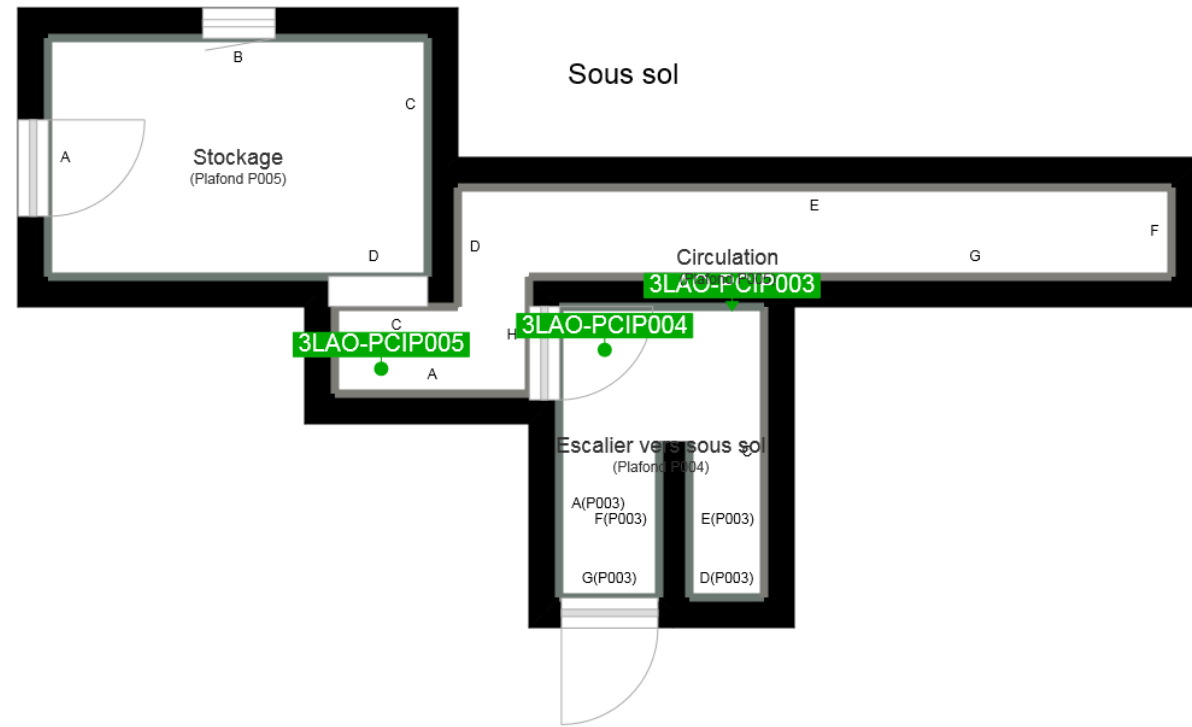 B
Sous sol
C
A
Stockage
(Plafond P005)
E
F
D
D
Circulation
G
3LAO-PCIP003
C
H
3LAO-PCIP004
3LAO-PCIP005
A
Escalier vers sous sol
(Plafond P004)
A(P003)
F(P003)
E(P003)
G(P003)
D(P003)